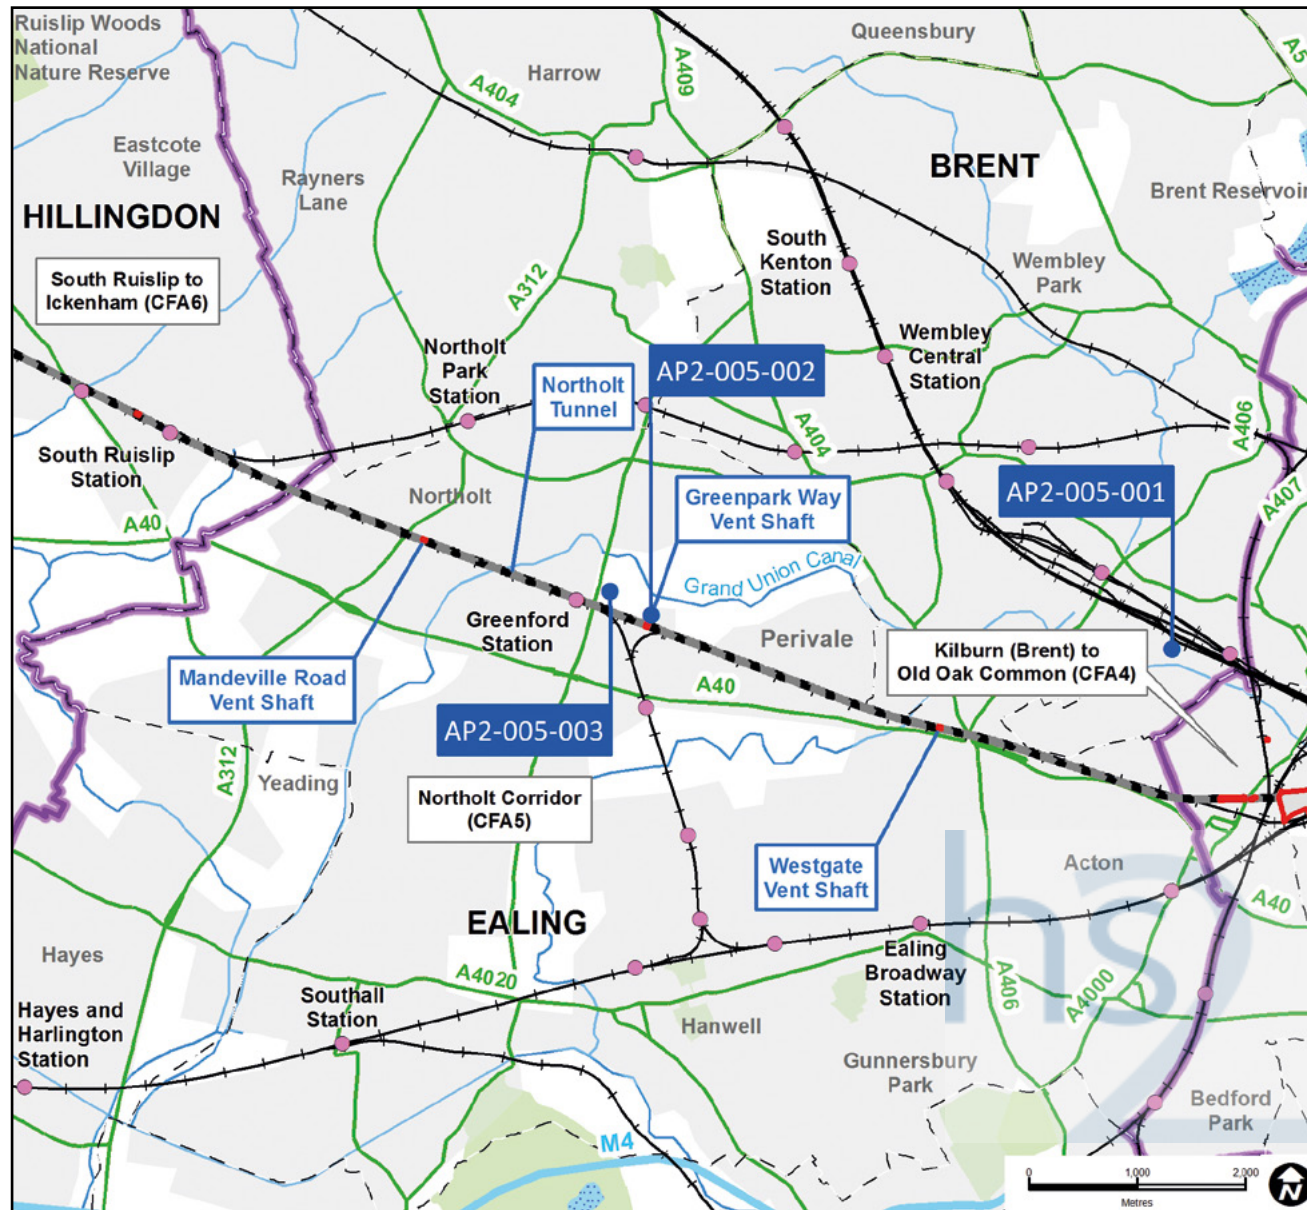 Ruislip Woods
National
Nature Reserve
Harrow
A404
A409
Queensbury
A5
Eastcote
Village
Rayners
Lane
BRENT
Brent Reservoir
HILLINGDON
South
Kenton
Station
Wembley
Park
South Ruislip to
Ickenham (CFA6)
A312
Northolt
Park
Station
Northolt
Tunnel
AP2-005-002
Wembley
Central
Station
A406
A404
South Ruislip
Station
Northolt
Greenpark Way
Vent Shaft
AP2-005-001
A407
A40
Grand Union Canal
Greenford
Station
Perivale
Kilburn (Brent) to
Old Oak Common (CFA4)
Mandeville Road
Vent Shaft
A40
AP2-005-003
A312
Yeading
Northolt Corridor
(CFA5)
Westgate
Vent Shaft
Acton
hs2
EALING
A40
Hayes
A4020
Ealing
Broadway
Station
A406
A4000
Hayes and
Harlington
Station
Southall
Station
Hanwell
Gunnersbury
Park
Bedford
Park
M4
0 1,000 2,000
Metres
N